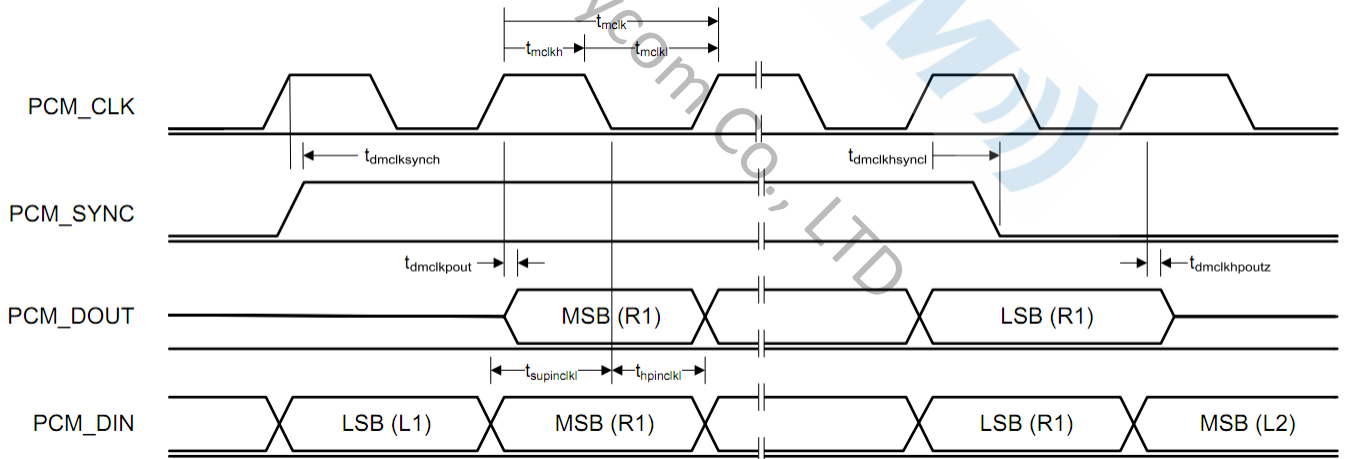 tmclk
tmclkh tmclkl
PCM_CLK
tdmclksynch tdmclkhsyncl
PCM_SYNC
tdmclkpout tdmclkhpoutz
PCM_DOUT MSB (R1) LSB (R1)
tsupinclkl thpinclkl
PCM_DIN LSB (L1) MSB (R1) LSB (R1) MSB (L2)
Co., LTD
M